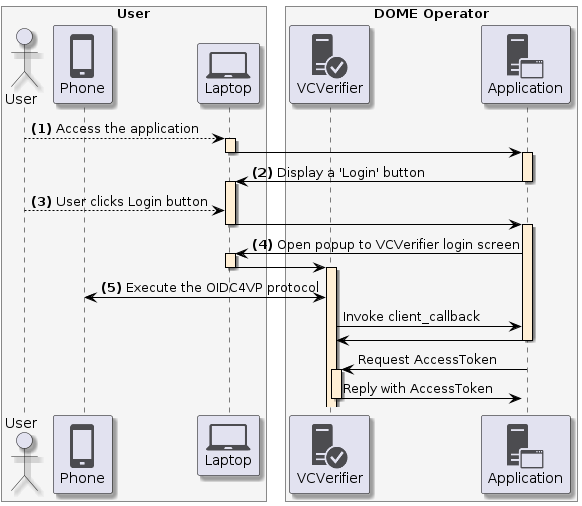 User
DOME Operator
User
Phone
Laptop
VCVerifier
Application
(1) Access the application
(2) Display a 'Login' button
(3) User clicks Login button
(4) Open popup to VCVerifier login screen
(5) Execute the OIDC4VP protocol
Invoke client_callback
Request AccessToken
Reply with AccessToken
User
Phone
Laptop
VCVerifier
Application